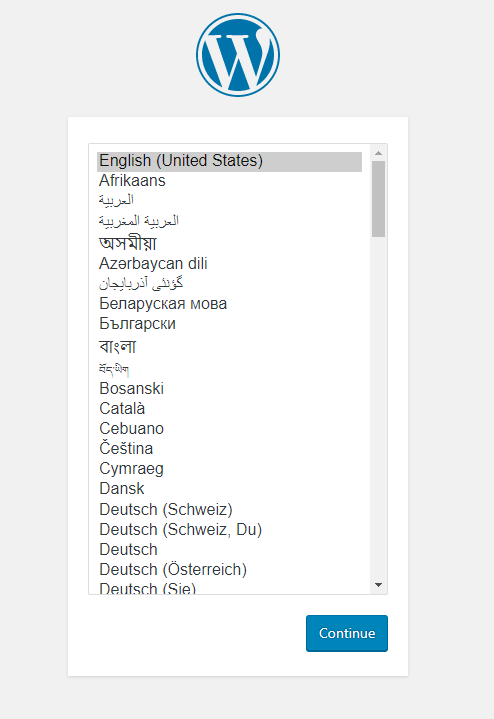 English (United States)
Afrikaans
العربية
العربية المغربية
অসমীয়া
Azərbaycan dili
گؤنئی آذربایجان
Беларуская мова
Български
বাংলা
བོད་ཡིག
Bosanski
Català
Cebuano
Čeština
Cymraeg
Dansk
Deutsch (Schweiz)
Deutsch (Schweiz, Du)
Deutsch
Deutsch (Österreich)
Deutsch (Sie)
Continue